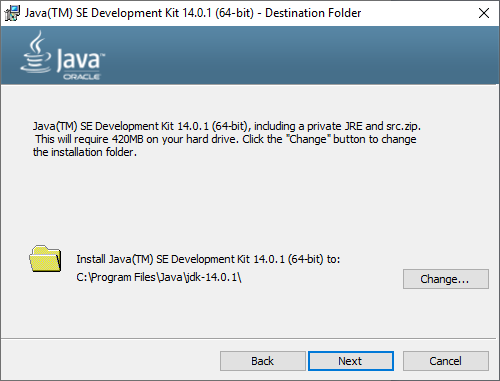 Java(TM) SE Development Kit 14.0.1 (64-bit) - Destination Folder
Java
ORACLE
Java(TM) SE Development Kit 14.0.1 (64-bit), including a private JRE and src.zip.
This will require 420MB on your hard drive. Click the "Change" button to change
the installation folder.
Install Java(TM) SE Development Kit 14.0.1 (64-bit) to:
C:\Program Files\Java\jdk-14.0.1\
Change...
Back
Next
Cancel